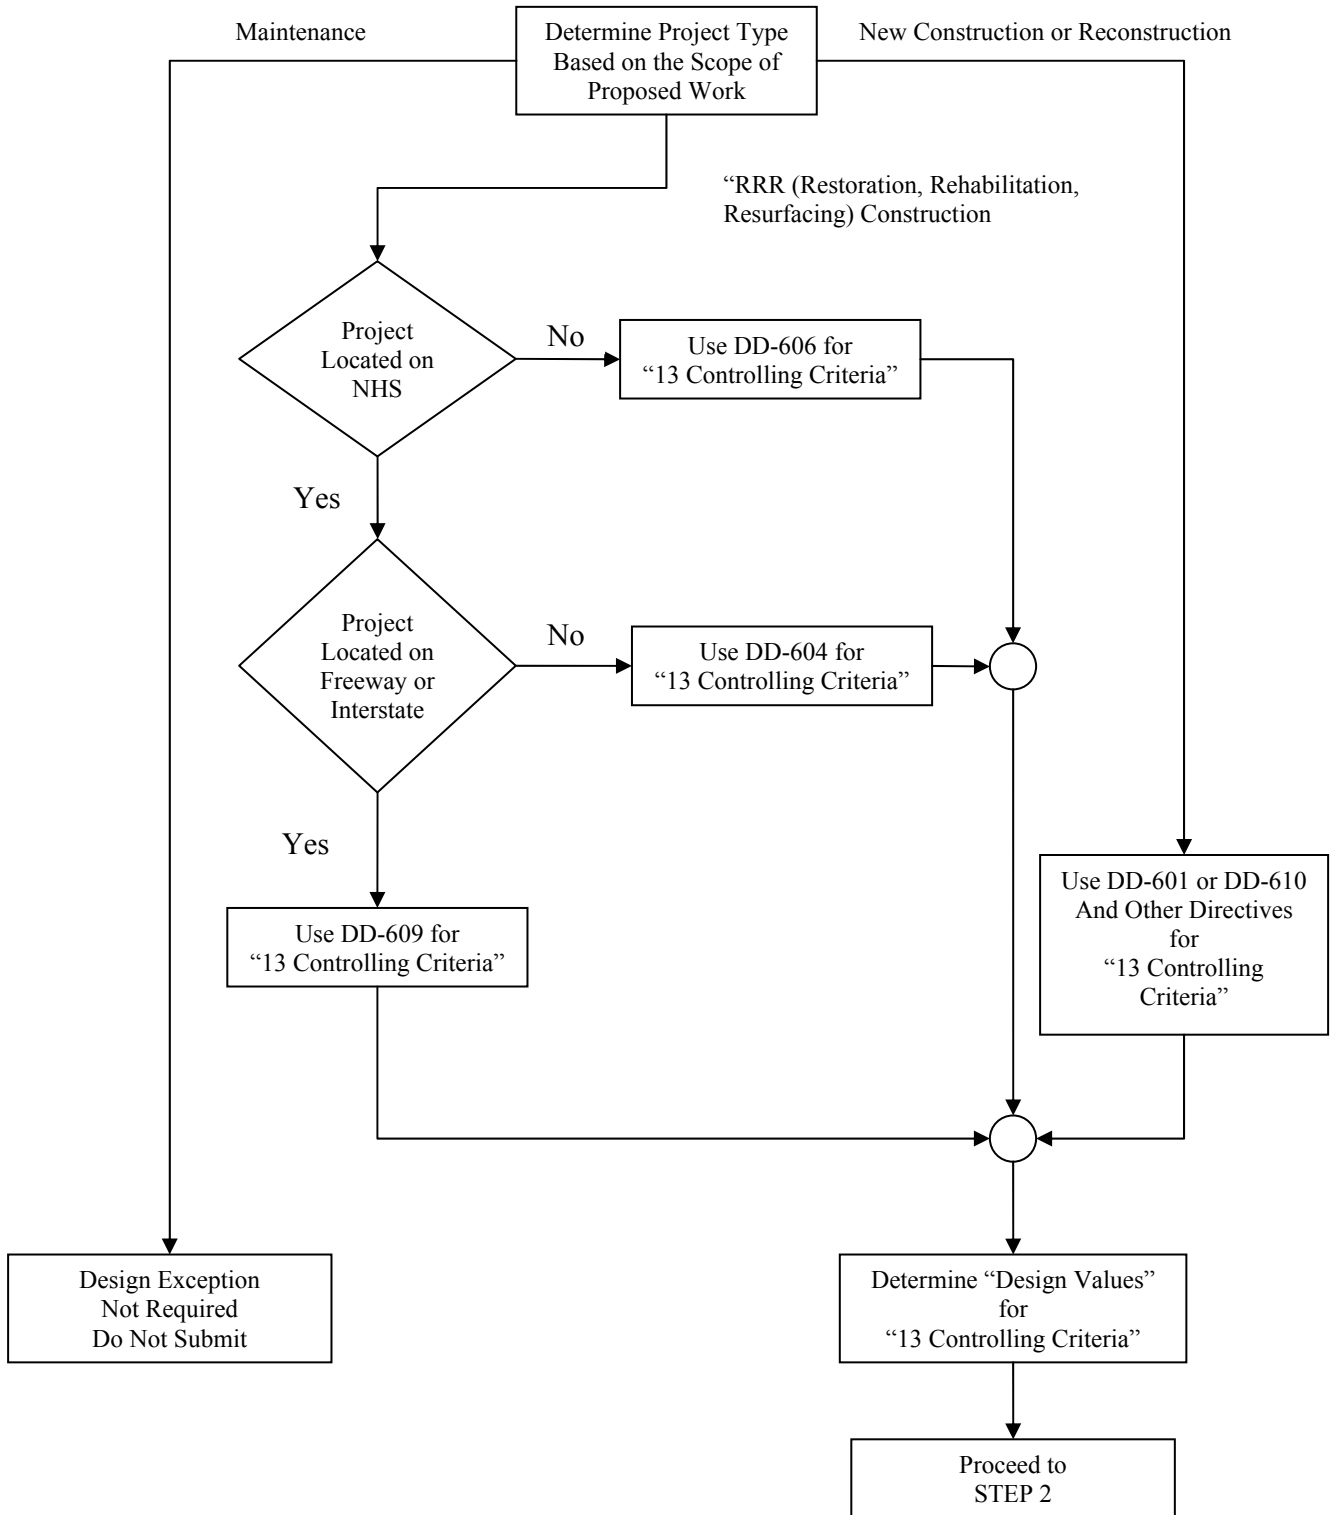 Maintenance
Determine Project Type
Based on the Scope of
Proposed Work
New Construction or Reconstruction
“RRR (Restoration, Rehabilitation,
Resurfacing) Construction
Project
Located on
NHS
No
Use DD-606 for
“13 Controlling Criteria”
Yes
Project
Located on
Freeway or
Interstate
No
Use DD-604 for
“13 Controlling Criteria”
Yes
Use DD-609 for
“13 Controlling Criteria”
Use DD-601 or DD-610
And Other Directives
for
“13 Controlling
Criteria”
Design Exception
Not Required
Do Not Submit
Determine “Design Values”
for
“13 Controlling Criteria”
Proceed to
STEP 2